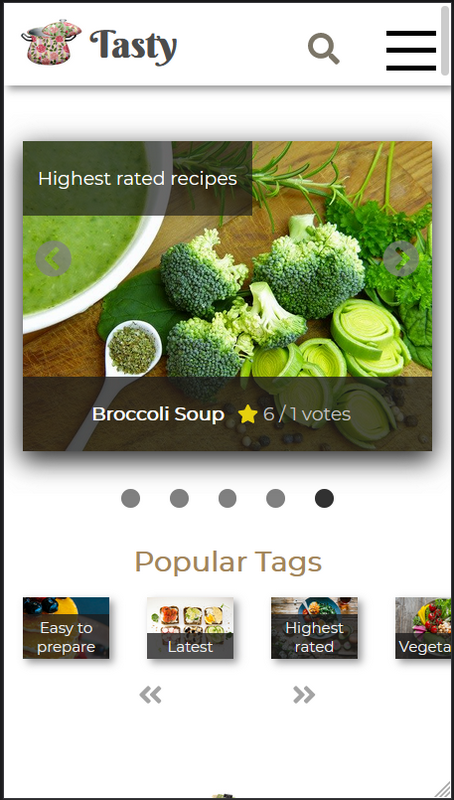 Tasty
Highest rated recipes
Broccoli Soup 6 / 1 votes
Popular Tags
Easy to
prepare
Latest
Highest
rated
Vegeta